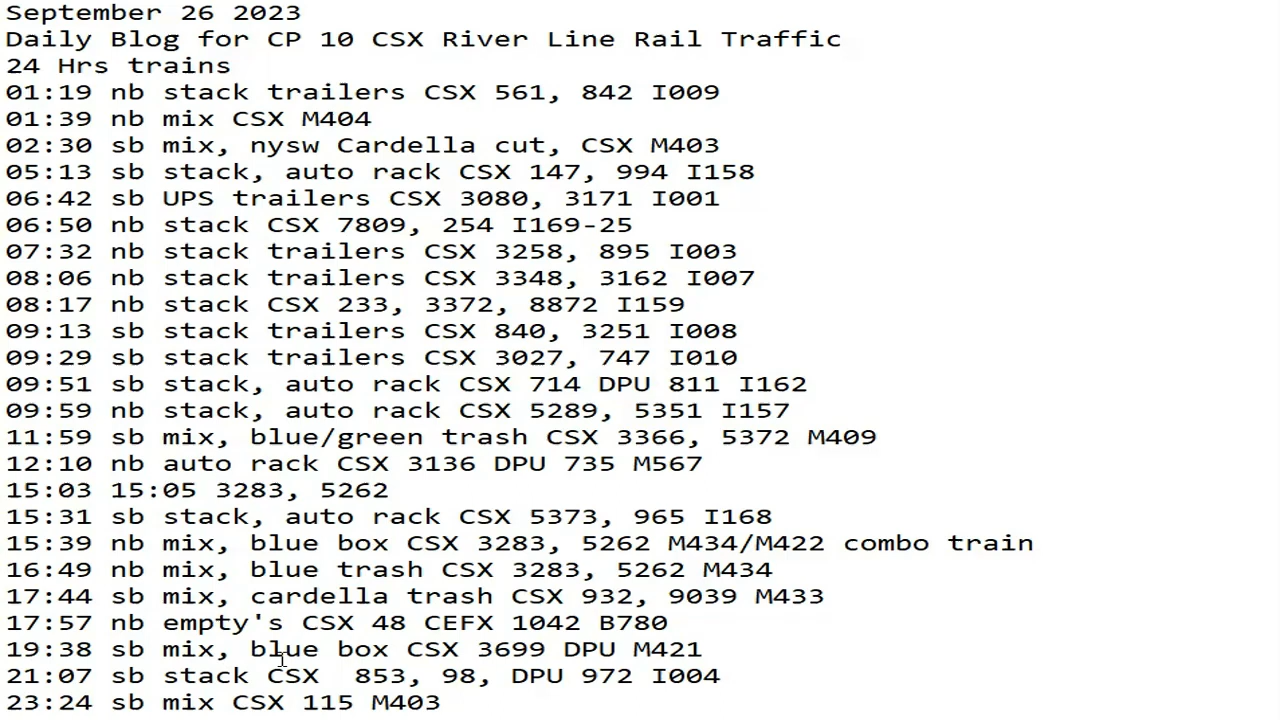 September 26 2023
Daily Blog for CP 10 CSX River Line Rail Traffic
24 Hrs trains
01:19 nb stack trailers CSX 561, 842 I009
01:39 nb mix CSX M404
02:30 sb mix, nysw Cardella cut, CSX M403
05:13 sb stack, auto rack CSX 147, 994 I158
06:42 sb UPS trailers CSX 3080, 3171 I001
06:50 nb stack CSX 7809, 254 I169-25
07:32 nb stack trailers CSX 3258, 895 I003
08:06 nb stack trailers CSX 3348, 3162 I007
08:17 nb stack CSX 233, 3372, 8872 I159
09:13 sb stack trailers CSX 840, 3251 I008
09:29 sb stack trailers CSX 3027, 747 I010
09:51 sb stack, auto rack CSX 714 DPU 811 I162
09:59 nb stack, auto rack CSX 5289, 5351 I157
11:59 sb mix, blue/green trash CSX 3366, 5372 M409
12:10 nb auto rack CSX 3136 DPU 735 M567
15:03 15:05 3283, 5262
15:31 sb stack, auto rack CSX 5373, 965 I168
15:39 nb mix, blue box CSX 3283, 5262 M434/M422 combo train
16:49 nb mix, blue trash CSX 3283, 5262 M434
17:44 sb mix, cardella trash CSX 932, 9039 M433
17:57 nb empty's CSX 48 CEFX 1042 B780
19:38 sb mix, blue box CSX 3699 DPU M421
21:07 sb stack CSX  853, 98, DPU 972 I004
23:24 sb mix CSX 115 M403